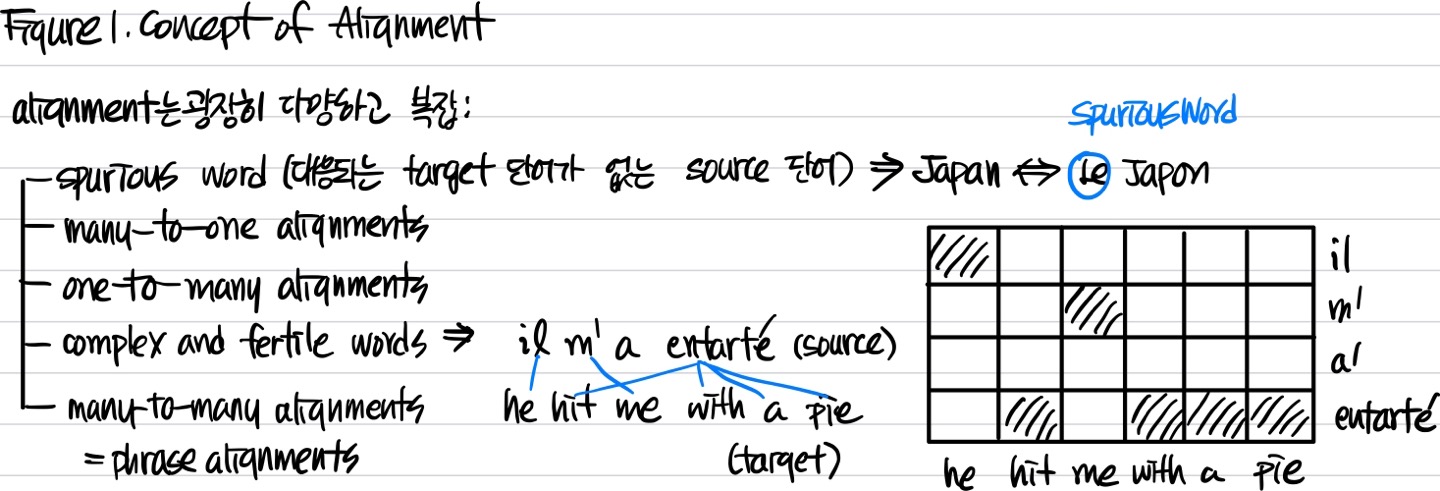 Figure 1. Concept of Alignment
alignment는 굉장히 다양하고 복잡:
spurious word
spurious word (대응되는 target 단어가 없는 source 단어) ⇒ Japan ⇔ Le Japon
many-to-one alignments
one-to-many alignments
complex and fertile words ⇒ il m' a entarté (source)
he hit me with a pie
(target)
many-to-many alignments
= phrase alignments
il
m'
a'
entarté
he hit me with a pie